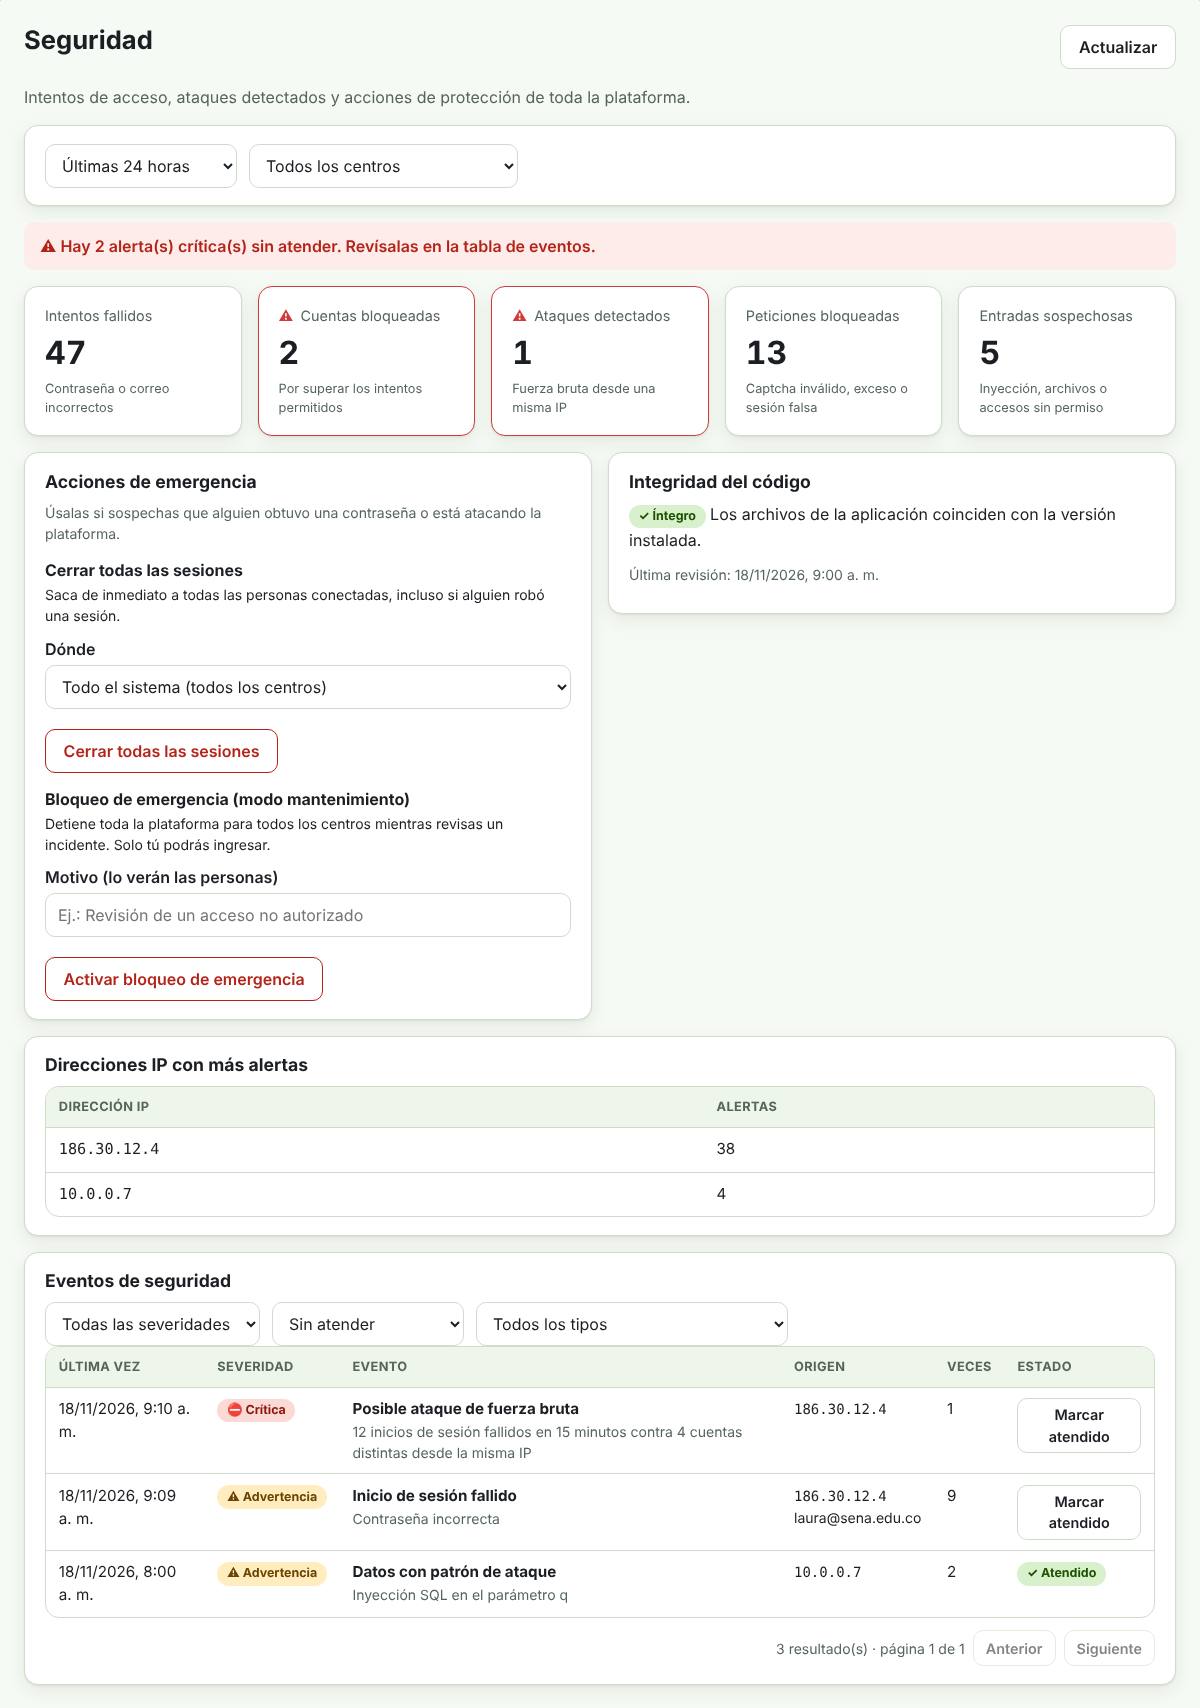 Seguridad
Actualizar
Intentos de acceso, ataques detectados y acciones de protección de toda la plataforma.
Últimas 24 horas
Todos los centros
⚠ Hay 2 alerta(s) crítica(s) sin atender. Revísalas en la tabla de eventos.
Intentos fallidos
47
Contraseña o correo
incorrectos
⚠ Cuentas bloqueadas
2
Por superar los intentos
permitidos
⚠ Ataques detectados
1
Fuerza bruta desde una
misma IP
Peticiones bloqueadas
13
Captcha inválido, exceso o
sesión falsa
Entradas sospechosas
5
Inyección, archivos o
accesos sin permiso
Acciones de emergencia
Úsalas si sospechas que alguien obtuvo una contraseña o está atacando la
plataforma.
Cerrar todas las sesiones
Saca de inmediato a todas las personas conectadas, incluso si alguien robó
una sesión.
Dónde
Todo el sistema (todos los centros)
Cerrar todas las sesiones
Bloqueo de emergencia (modo mantenimiento)
Detiene toda la plataforma para todos los centros mientras revisas un
incidente. Solo tú podrás ingresar.
Motivo (lo verán las personas)
Ej.: Revisión de un acceso no autorizado
Activar bloqueo de emergencia
Integridad del código
✓ Íntegro Los archivos de la aplicación coinciden con la versión
instalada.
Última revisión: 18/11/2026, 9:00 a. m.
Direcciones IP con más alertas
DIRECCIÓN IP ALERTAS
186.30.12.4 38
10.0.0.7 4
Eventos de seguridad
Todas las severidades
Sin atender
Todos los tipos
ÚLTIMA VEZ SEVERIDAD EVENTO ORIGEN VECES ESTADO
18/11/2026, 9:10 a.
m.
⛔ Crítica
Posible ataque de fuerza bruta
12 inicios de sesión fallidos en 15 minutos contra 4 cuentas
distintas desde la misma IP
186.30.12.4
1
Marcar
atendido
18/11/2026, 9:09
a. m.
⚠ Advertencia
Inicio de sesión fallido
Contraseña incorrecta
186.30.12.4
laura@sena.edu.co
9
Marcar
atendido
18/11/2026, 8:00
a. m.
⚠ Advertencia
Datos con patrón de ataque
Inyección SQL en el parámetro q
10.0.0.7
2
✓ Atendido
3 resultado(s) · página 1 de 1
Anterior
Siguiente